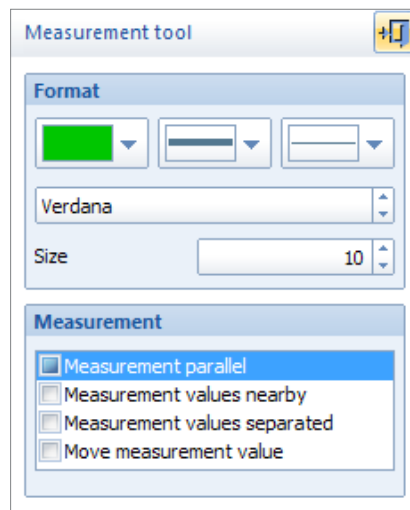 Measurement tool
Format
Verdana
Size 10
Measurement
Measurement parallel
Measurement values nearby
Measurement values separated
Move measurement value